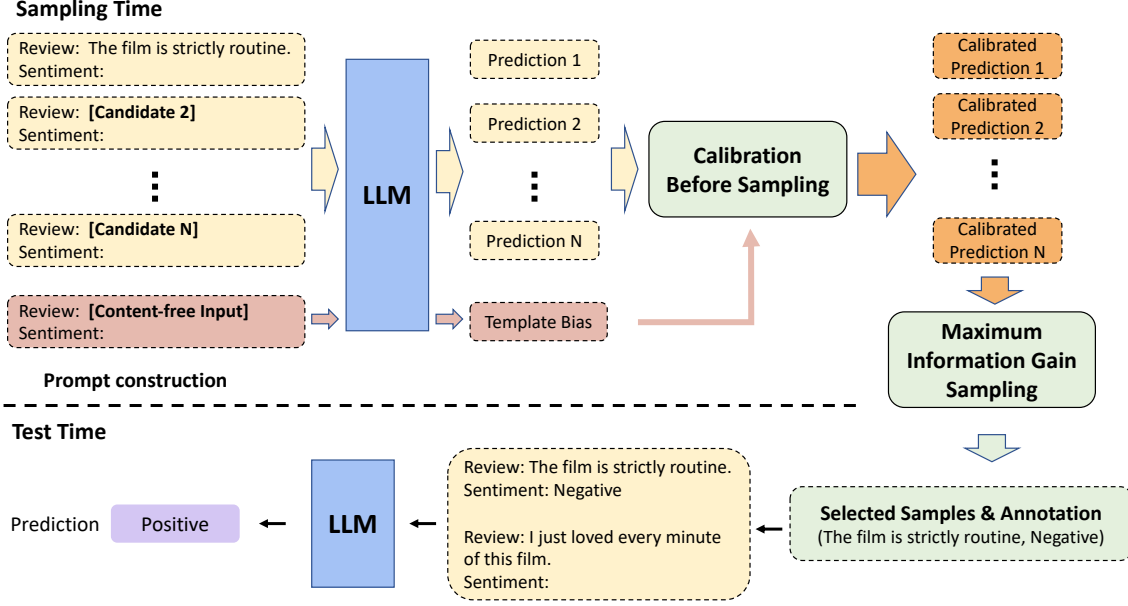 Sampling Time
Review: The film is strictly routine.
Sentiment:
Review: [Candidate 2]
Sentiment:
Review: [Candidate N]
Sentiment:
Review: [Content-free Input]
Sentiment:
Prompt construction
LLM
Prediction 1
Prediction 2
Prediction N
Template Bias
Calibration
Before Sampling
Calibrated
Prediction 1
Calibrated
Prediction 2
Calibrated
Prediction N
Maximum
Information Gain
Sampling
Test Time
Prediction
Positive
LLM
Review: The film is strictly routine.
Sentiment: Negative
Review: I just loved every minute
of this film.
Sentiment:
Selected Samples & Annotation
(The film is strictly routine, Negative)